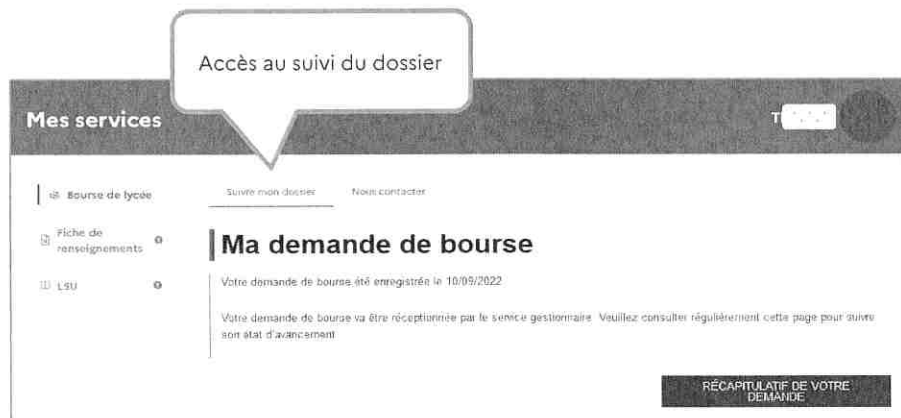 Accès au suivi du dossier
Mes services
T
Bourse de lycée
Suivre mon dossier
Nous contacter
Fiche de
renseignements
Ma demande de bourse
LSU
Votre demande de bourse été enregistrée le 10/09/2022
Votre demande de bourse va être réceptionnée par le service gestionnaire. Veuillez consulter régulièrement cette page pour suivre
son état d'avancement
RÉCAPITULATIF DE VOTRE
DEMANDE